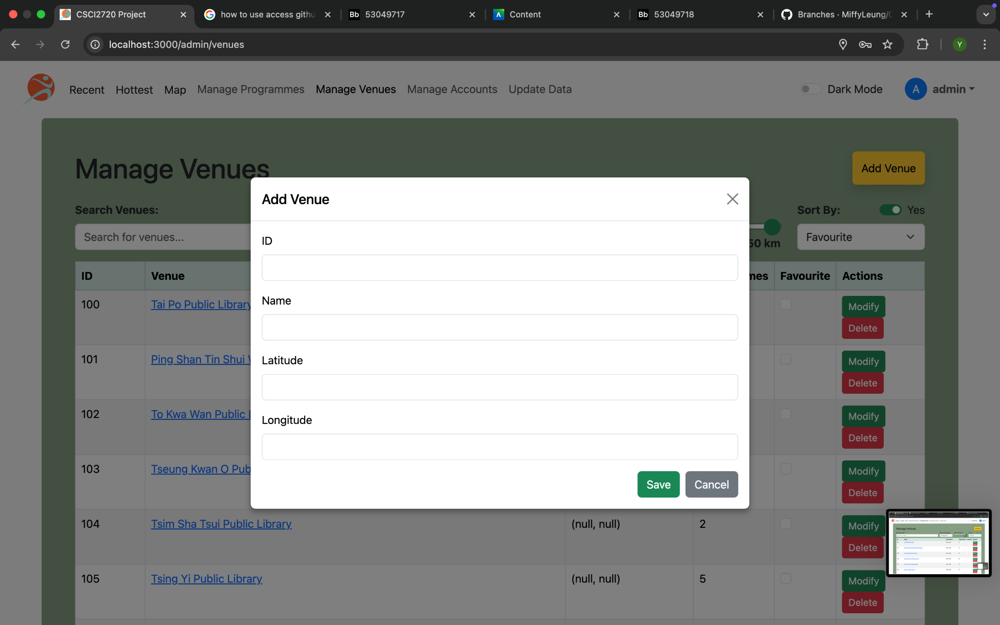 CSCI2720 Project
how to use access githu
Bb 53049717
Content
Bb 53049718
Branches · MiffyLeung/C
localhost:3000/admin/venues
Y
Recent Hottest Map Manage Programmes Manage Venues Manage Accounts Update Data
Dark Mode
A admin
Manage Venues
Add Venue
Add Venue
Search Venues:
Sort By:
Yes
Search for venues...
50 km
Favourite
ID
Name
Latitude
Longitude
Save Cancel
ID Venue mes Favourite Actions
100 Tai Po Public Library Modify
Delete
101 Ping Shan Tin Shui Modify
Delete
102 To Kwa Wan Public Modify
Delete
103 Tseung Kwan O Pub Modify
Delete
104 Tsim Sha Tsui Public Library (null, null) 2 Modify
Delete
105 Tsing Yi Public Library (null, null) 5 Modify
Delete
Manage Venues